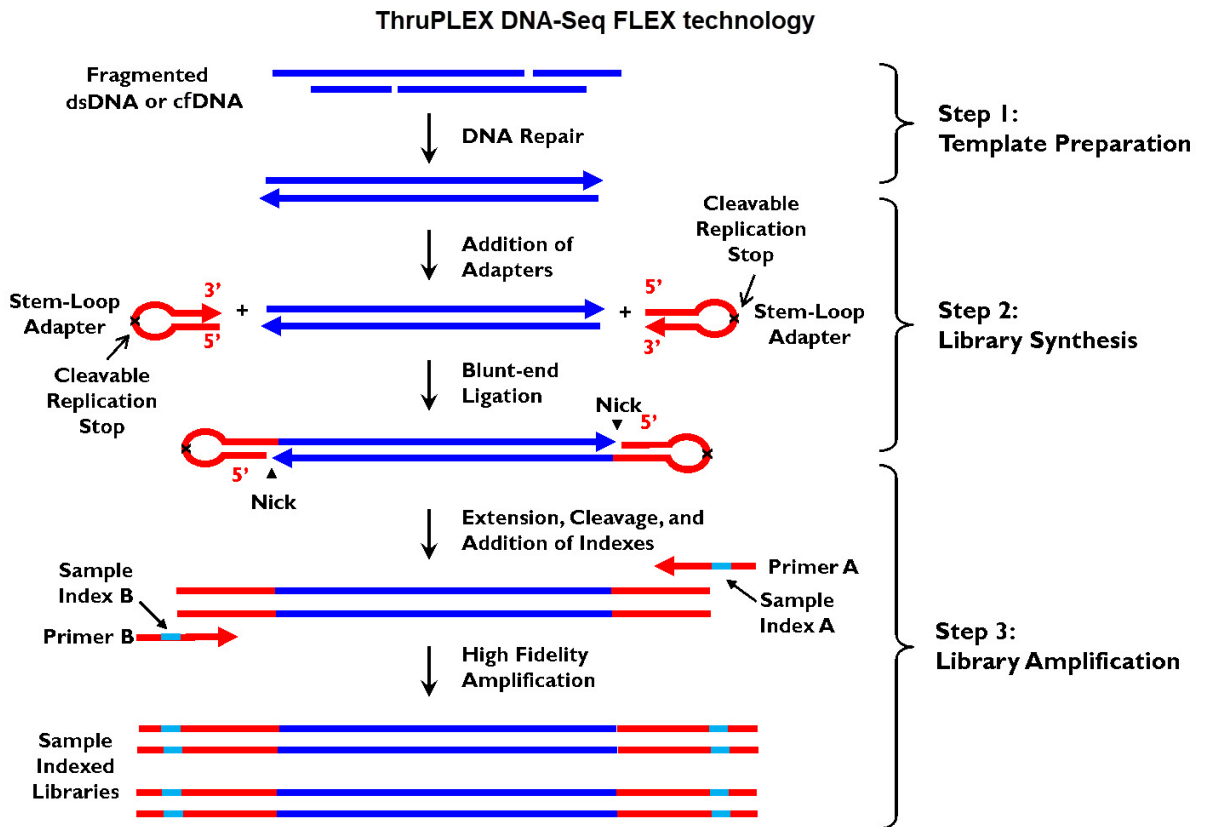 ThruPLEX DNA-Seq FLEX technology
Fragmented
dsDNA or cfDNA
DNA Repair
Step 1:
Template Preparation
Addition of
Adapters
Cleavable
Replication
Stop
Stem-Loop
Adapter
3’
5’
+
+
5’
3’
Stem-Loop
Adapter
Cleavable
Replication
Stop
Step 2:
Library Synthesis
Blunt-end
Ligation
Nick
5’
5’
Nick
Extension, Cleavage, and
Addition of Indexes
Sample
Index B
Primer B
Primer A
Sample
Index A
Step 3:
Library Amplification
High Fidelity
Amplification
Sample
Indexed
Libraries